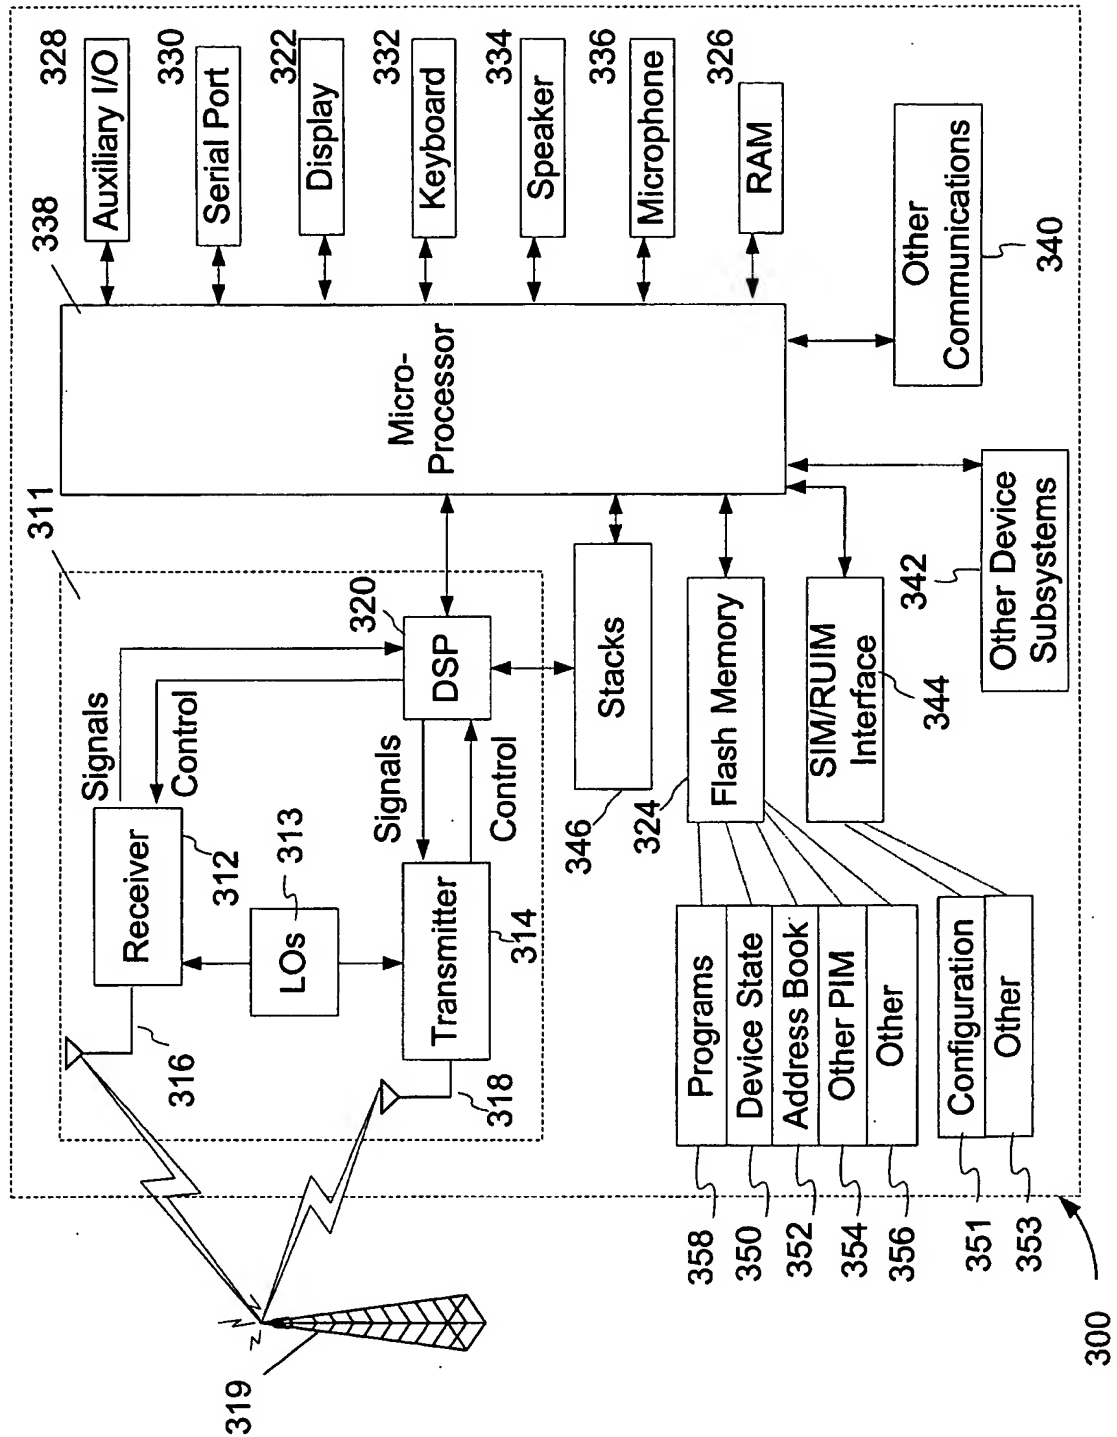 328
Auxiliary I/O
330
Serial Port
322
Display
332
Keyboard
334
Speaker
336
Microphone
326
RAM
338
Micro-
Processor
Other
Communications
340
311
Signals
Control
Receiver
312
LOs
313
320
DSP
Signals
Control
Transmitter
314
316
318
319
Stacks
346
Flash Memory
324
SIM/RUIM
Interface
344
Other Device
Subsystems
342
Programs
Device State
Address Book
Other PIM
Other
Configuration
Other
358
350
352
354
356
351
353
300